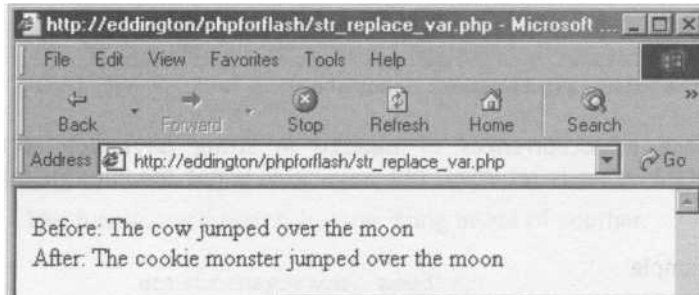 http://eddington/phpforflash/str_replace_var.php - Microsoft ...
File Edit View Favorites Tools Help
Back Forward Stop Refresh Home Search »
Address http://eddington/phpforflash/str_replace_var.php Go
Before: The cow jumped over the moon
After: The cookie monster jumped over the moon